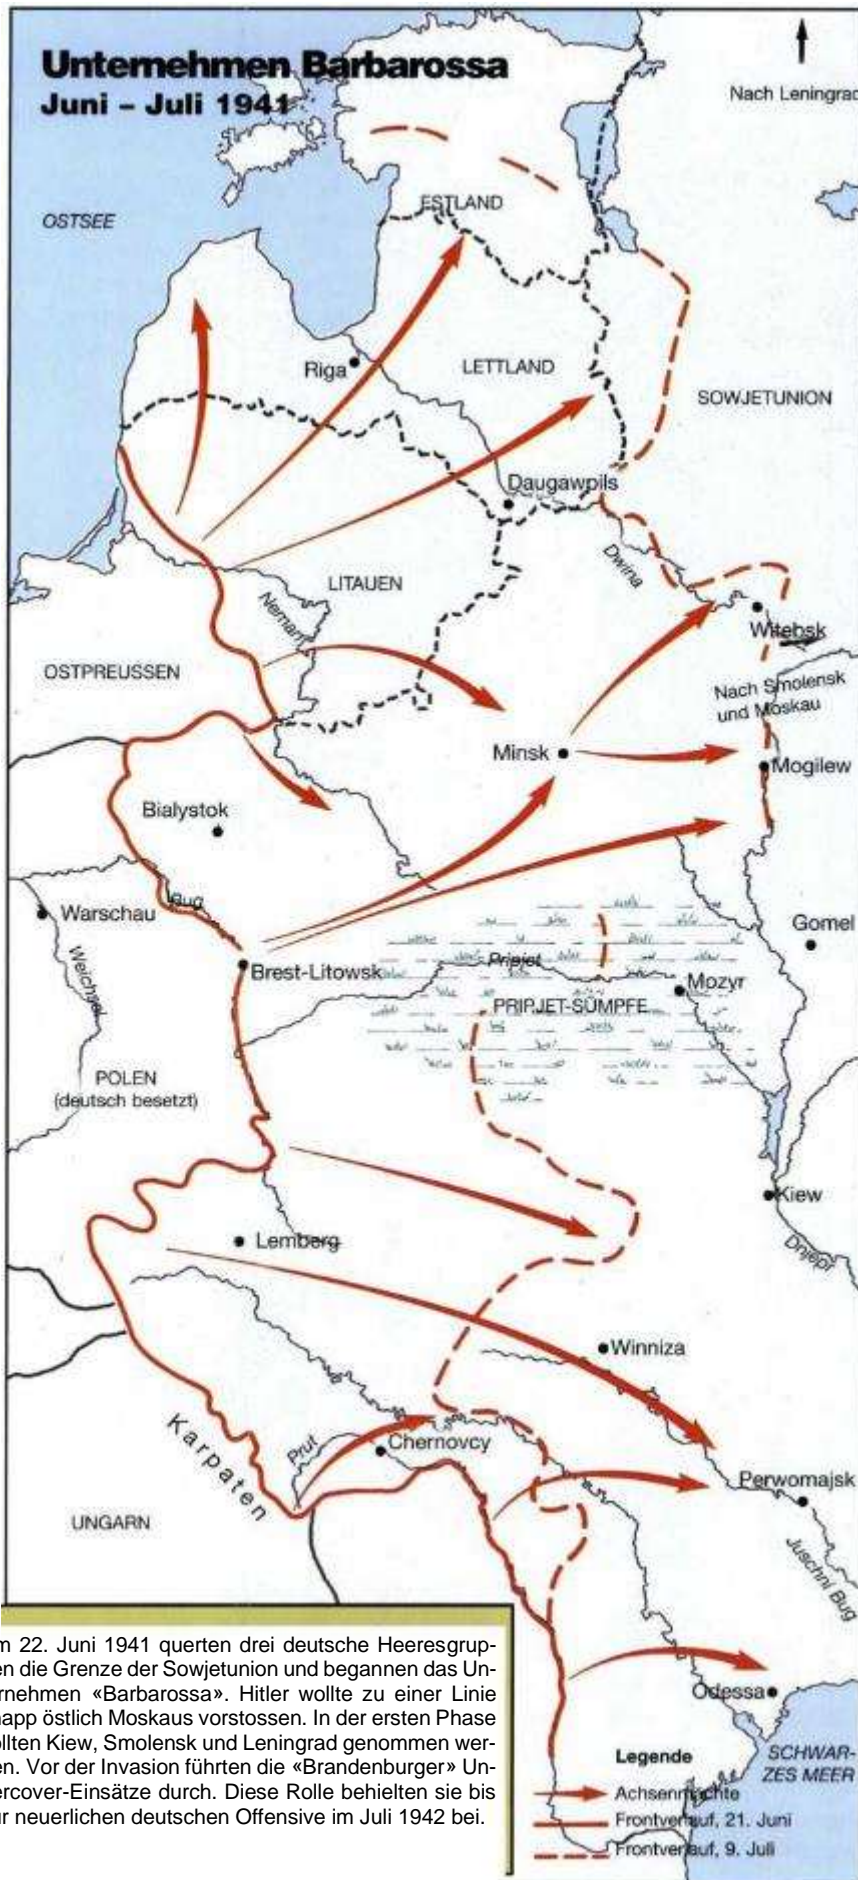 Unternehmen Barbarossa
Juni – Juli 1941
Nach Leningrad
OSTSEE
ESTLAND
Riga
LETTLAND
SOWJETUNION
Daugawpils
Dwina
LITAUEN
Neman
Witebsk
OSTPREUSSEN
Nach Smolensk
und Moskau
Minsk
Mogilew
Bialystok
Bug
Warschau
Gomel
Weichsel
Brest-Litowsk
Pripjet
Mozyr
PRIPJET-SÜMPFE
POLEN
(deutsch besetzt)
Kiew
Lemberg
Dnjepr
Winniza
Karpaten
Prut
Chernovcy
Perwomajsk
UNGARN
Juschni Bug
m 22. Juni 1941 querten drei deutsche Heeresgrup-
en die Grenze der Sowjetunion und begannen das Un-
ernehmen «Barbarossa». Hitler wollte zu einer Linie
napp östlich Moskaus vorstossen. In der ersten Phase
ollten Kiew, Smolensk und Leningrad genommen wer-
en. Vor der Invasion führten die «Brandenburger» Un-
ercover-Einsätze durch. Diese Rolle behielten sie bis
ur neuerlichen deutschen Offensive im Juli 1942 bei.
Odessa
SCHWAR-
ZES MEER
Legende
Achsenmächte
Frontverlauf, 21. Juni
Frontverlauf, 9. Juli